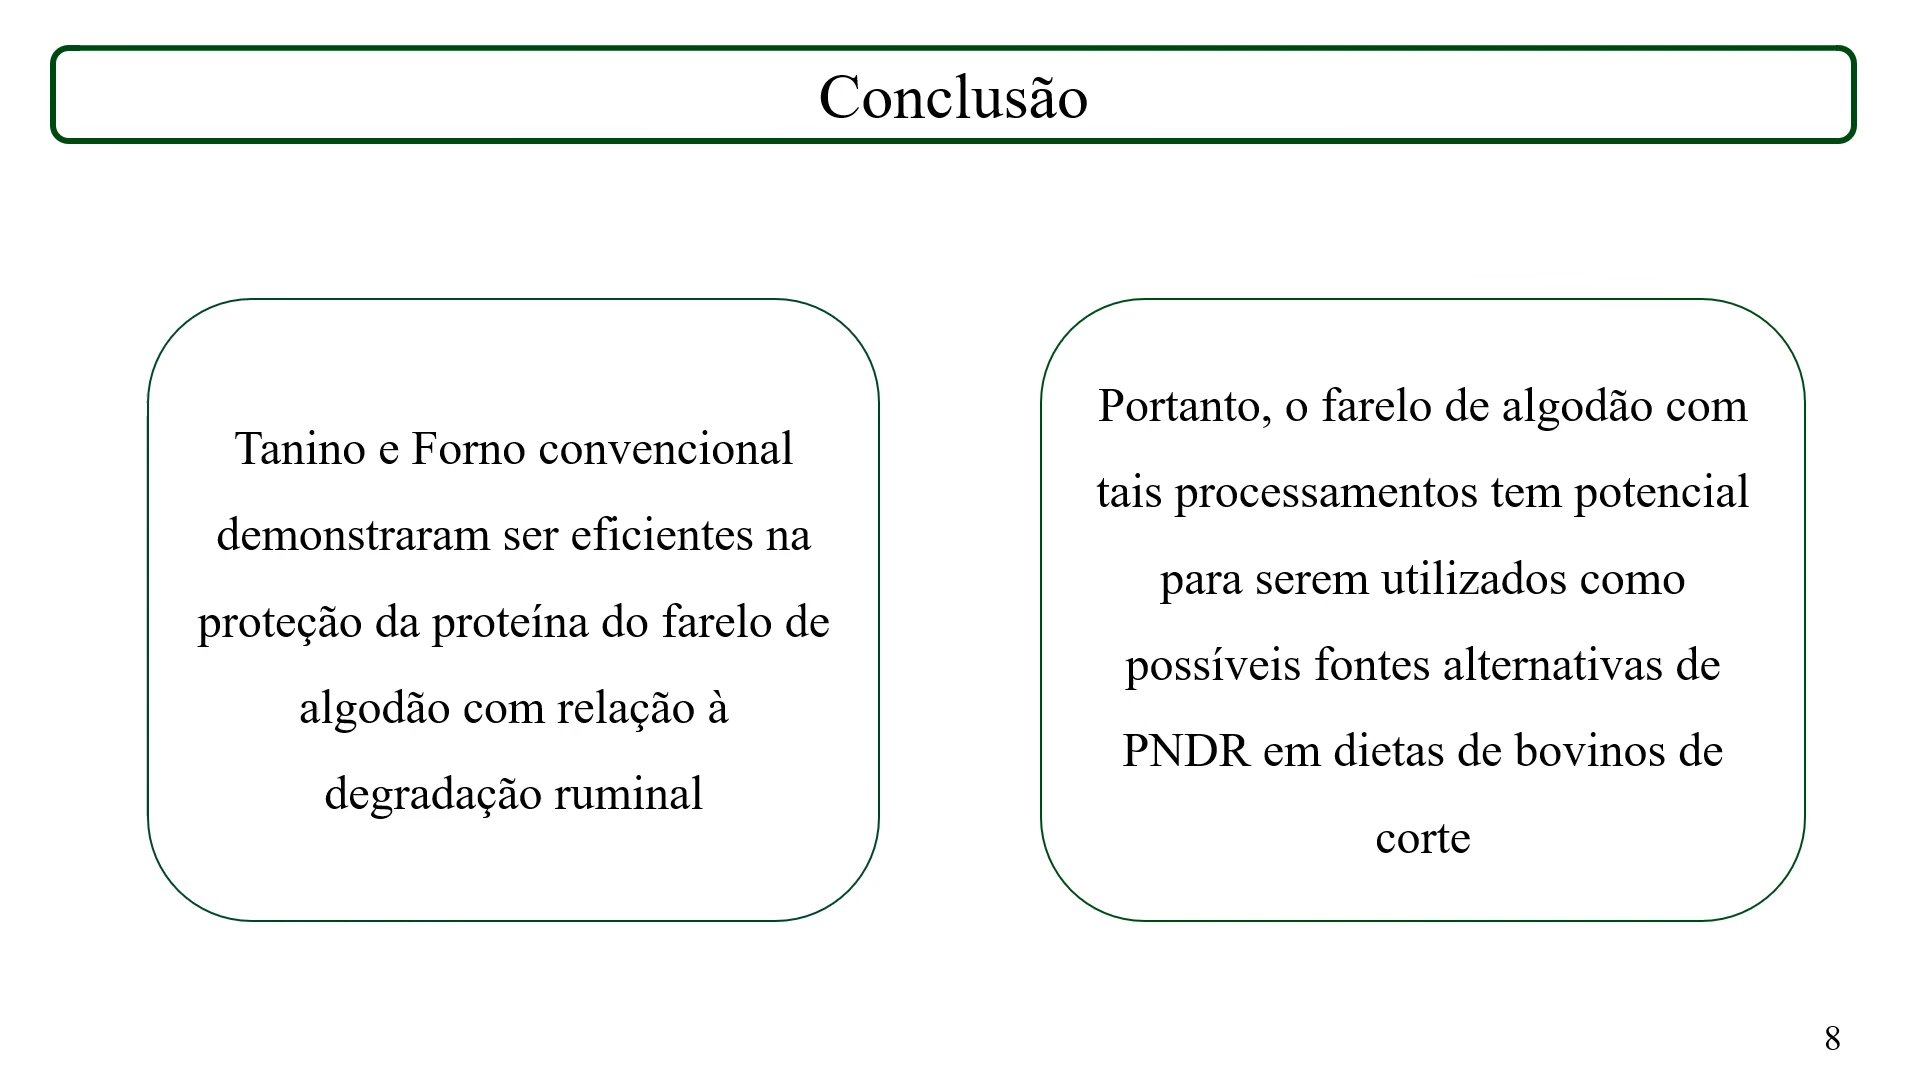 Conclusão
Tanino e Forno convencional
demonstraram ser eficientes na
proteção da proteína do farelo de
algodão com relação à
degradação ruminal
Portanto, o farelo de algodão com
tais processamentos tem potencial
para serem utilizados como
possíveis fontes alternativas de
PNDR em dietas de bovinos de
corte
8